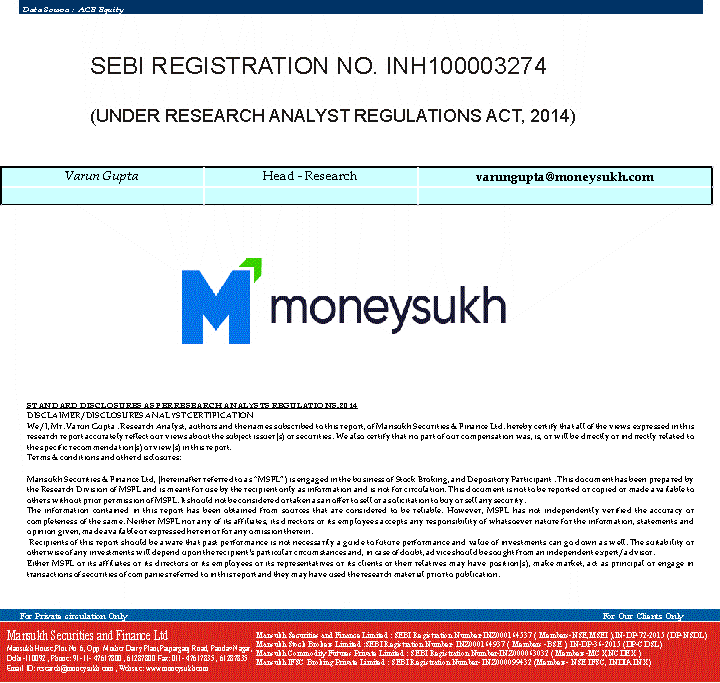 Data Source : ACE Equity
SEBI REGISTRATION NO. INH100003274
(UNDER RESEARCH ANALYST REGULATIONS ACT, 2014)
Varun Gupta Head - Research varungupta@moneysukh.com
moneysukh
STANDARD DISCLOSURES AS PER RESEARCH ANALYSTS REGULATIONS, 2014
DISCLAIMER/ DISCLOSURES ANALYST CERTIFICATION
We/ I, Mr. Varun Gupta . Research Analyst, authors and the names subscribed to this report, of Mansukh Securities & Finance Ltd. hereby certify that all of the views expressed in this
research report accurately reflect our views about the subject issuer(s) or securities. We also certify that no part of our compensation was, is, or will be directly or indirectly related to
the specific recommendation(s) or view(s) in this report.
Terms & conditions and other disclosures:
Mansukh Securities & Finance Ltd, (hereinafter referred to as "MSPL") is engaged in the business of Stock Broking, and Depository Participant . This document has been prepared by
the Research Division of MSPL and is meant for use by the recipient only as information and is not for circulation. This document is not to be reported or copied or made available to
others without prior permission of MSPL. It should not be considered or taken as an offer to sell or a solicitation to buy or sell any security.
The information contained in this report has been obtained from sources that are considered to be reliable. However, MSPL has not independently verified the accuracy or
completeness of the same. Neither MSPL nor any of its affiliates, its directors or its employees accepts any responsibility of whatsoever nature for the information, statements and
opinion given, made available or expressed herein or for any omission therein.
Recipients of this report should be aware that past performance is not necessarily a guide to future performance and value of investments can go down as well. The suitability or
otherwise of any investments will depend upon the recipient's particular circumstances and, in case of doubt, advice should be sought from an independent expert/ advisor.
Either MSPL or its affiliates or its directors or its employees or its representatives or its clients or their relatives may have position(s), make market, act as principal or engage in
transactions of securities of companies referred to in this report and they may have used the research material prior to publication.
For Private circulation Only For Our Clients Only
Mansukh Securities and Finance Ltd
Mansukh House, Plot No. 6, Opp. Mother Dairy Plant, Patparganj Road, Pandav Nagar,
Delhi-110092 , Phone: 91-11- 47617800 , 61287800 Fax: 011- 47617835 , 61287835
Email ID: research@moneysukh.com , Website: www.moneysukh.com
Mansukh Securities and Finance Limited : SEBI Registration Number INZ000164537 ( Members - NSE, MSEI ) IN-DP-72-2015 (DP-NSDL)
Mansukh Stock Brokers Limited :SEBI Registration Number- ( Members - BSE ) IN-DP-36-2015 (DP-CDSL)
Mansukh Commodity Futures Private Limited : SEBI Registration Number ( Members -MCX NCDEX )
Mansukh IFSC Broking Private Limited : SEBI Registration Number- INZ000099432 (Members - NSE IFSC, INDIA INX)